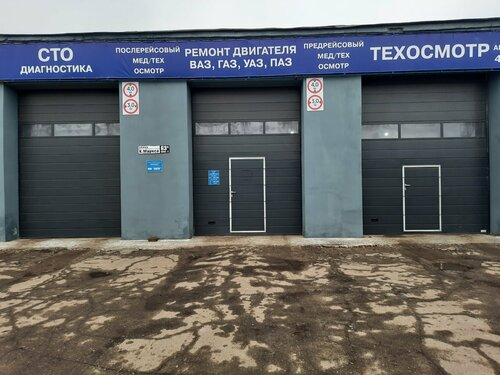 СТО
ДИАГНОСТИКА
ПОСЛЕРЕЙСОВЫЙ
МЕД/ТЕХ
ОСМОТР
РЕМОНТ ДВИГАТЕЛЯ
ВАЗ, ГАЗ, УАЗ, ПАЗ
ПРЕДРЕЙСОВЫЙ
МЕД/ТЕХ
ОСМОТР
ТЕХОСМОТР
4,0
3,0
4,0
3,0